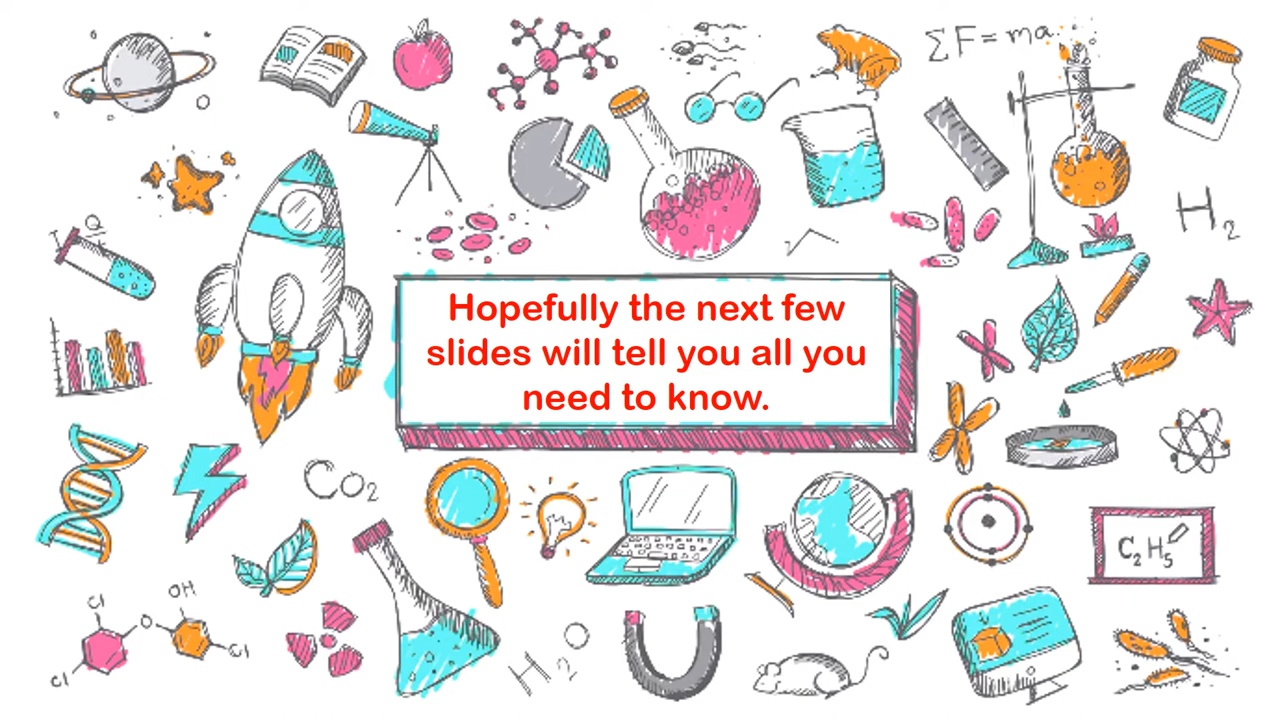 ΣF=ma
H2
Hopefully the next few
slides will tell you all you
need to know.
CO2
C2H5
OH
Cl
O
Cl
Cl
H2O